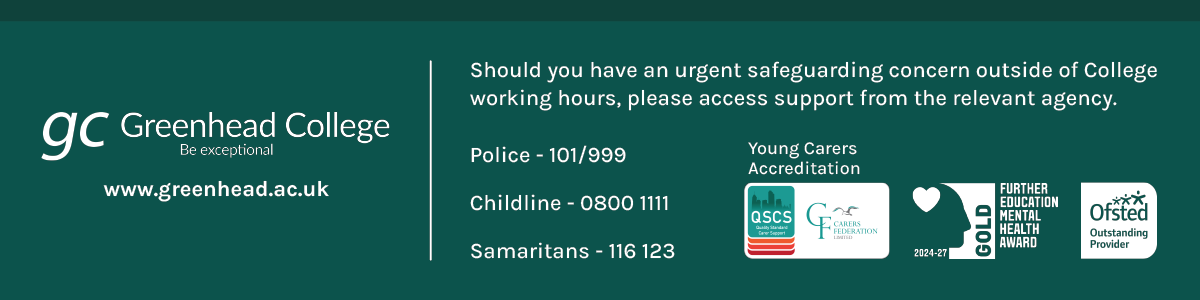 gc Greenhead College
Be exceptional
www.greenhead.ac.uk
Should you have an urgent safeguarding concern outside of College
working hours, please access support from the relevant agency.
Police - 101/999
Childline - 0800 1111
Samaritans - 116 123
Young Carers
Accreditation
QSCS
Quality Standard
Carer Support
CF
CARERS
FEDERATION
LIMITED
2024-27
GOLD
FURTHER
EDUCATION
MENTAL
HEALTH
AWARD
Ofsted
Outstanding
Provider